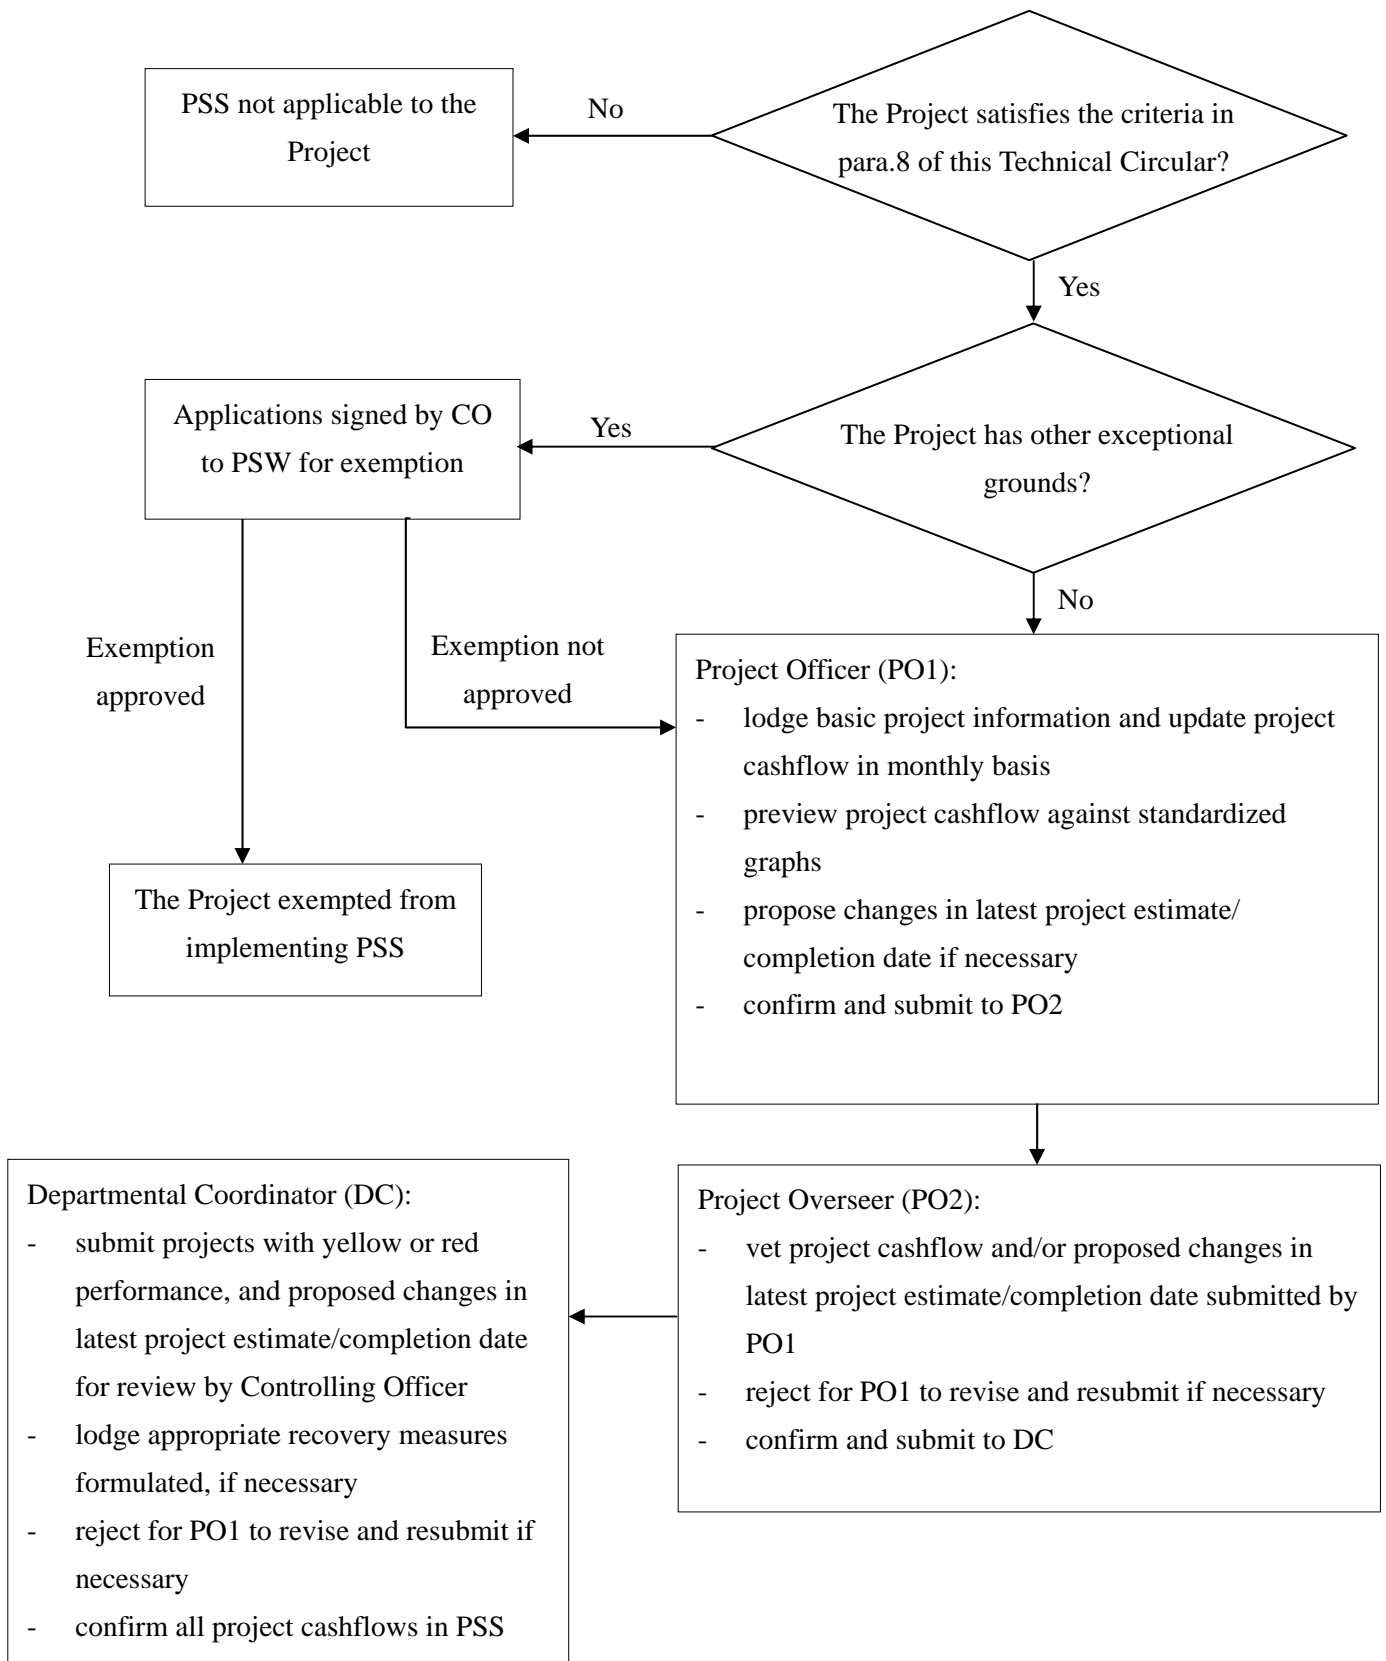 PSS not applicable to the
Project
No
The Project satisfies the criteria in
para.8 of this Technical Circular?
Yes
Applications signed by CO
to PSW for exemption
Yes
The Project has other exceptional
grounds?
No
Exemption
approved
Exemption not
approved
The Project exempted from
implementing PSS
Project Officer (PO1):
- lodge basic project information and update project
cashflow in monthly basis
- preview project cashflow against standardized
graphs
- propose changes in latest project estimate/
completion date if necessary
- confirm and submit to PO2
Project Overseer (PO2):
- vet project cashflow and/or proposed changes in
latest project estimate/completion date submitted by
PO1
- reject for PO1 to revise and resubmit if necessary
- confirm and submit to DC
Departmental Coordinator (DC):
- submit projects with yellow or red
performance, and proposed changes in
latest project estimate/completion date
for review by Controlling Officer
- lodge appropriate recovery measures
formulated, if necessary
- reject for PO1 to revise and resubmit if
necessary
- confirm all project cashflows in PSS